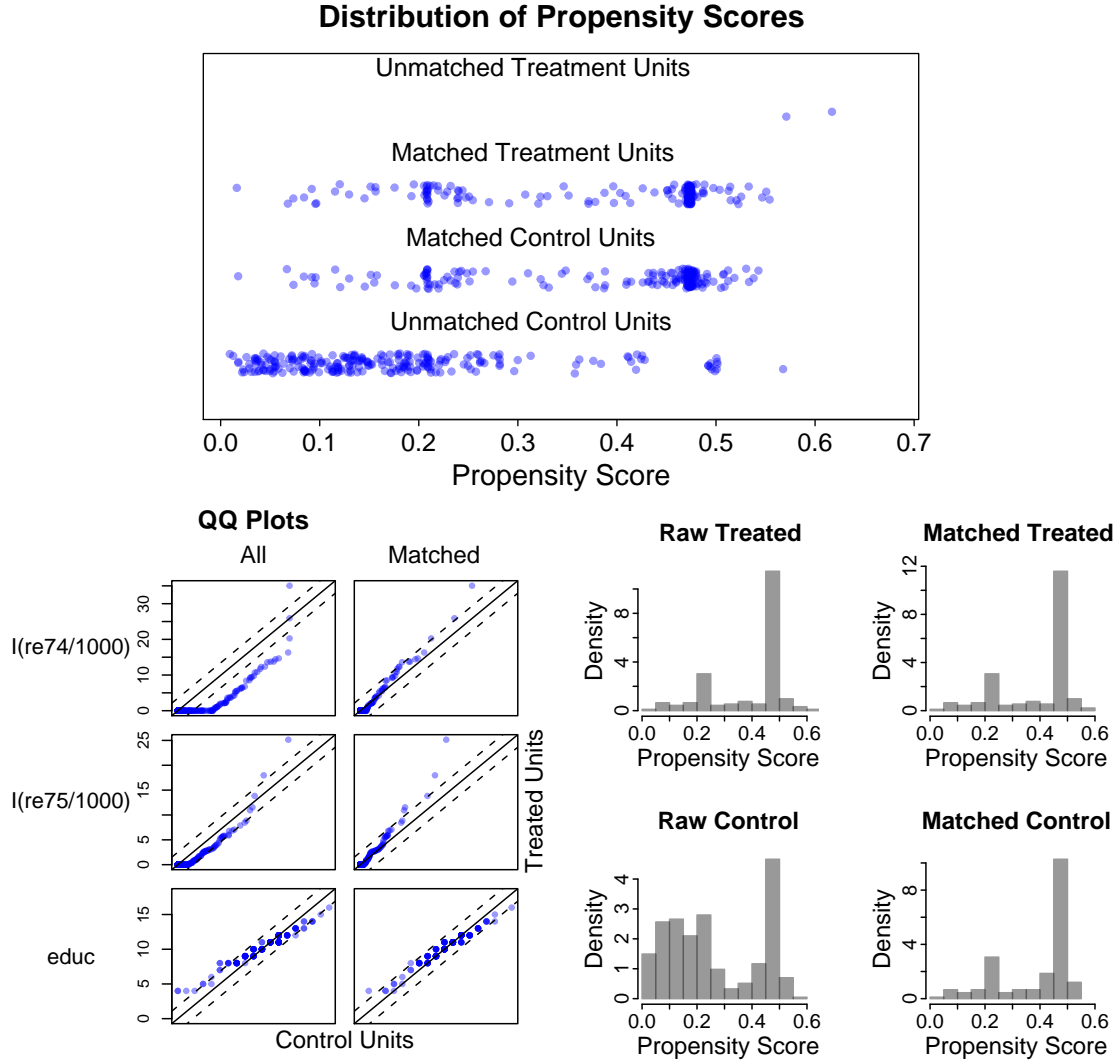 Distribution of Propensity Scores
Unmatched Treatment Units
Matched Treatment Units
Matched Control Units
Unmatched Control Units
0.0 0.1 0.2 0.3 0.4 0.5 0.6 0.7
Propensity Score
QQ Plots
All
Matched
I(re74/1000)
0 10 20 30
I(re75/1000)
0 5 15 25
educ
0 5 10 15
Control Units
Treated Units
Raw Treated
Density
0 4 8
0.0 0.2 0.4 0.6
Propensity Score
Matched Treated
Density
0 4 8 12
0.0 0.2 0.4 0.6
Propensity Score
Raw Control
Density
0 1 2 3 4
0.0 0.2 0.4 0.6
Propensity Score
Matched Control
Density
0 4 8
0.0 0.2 0.4 0.6
Propensity Score